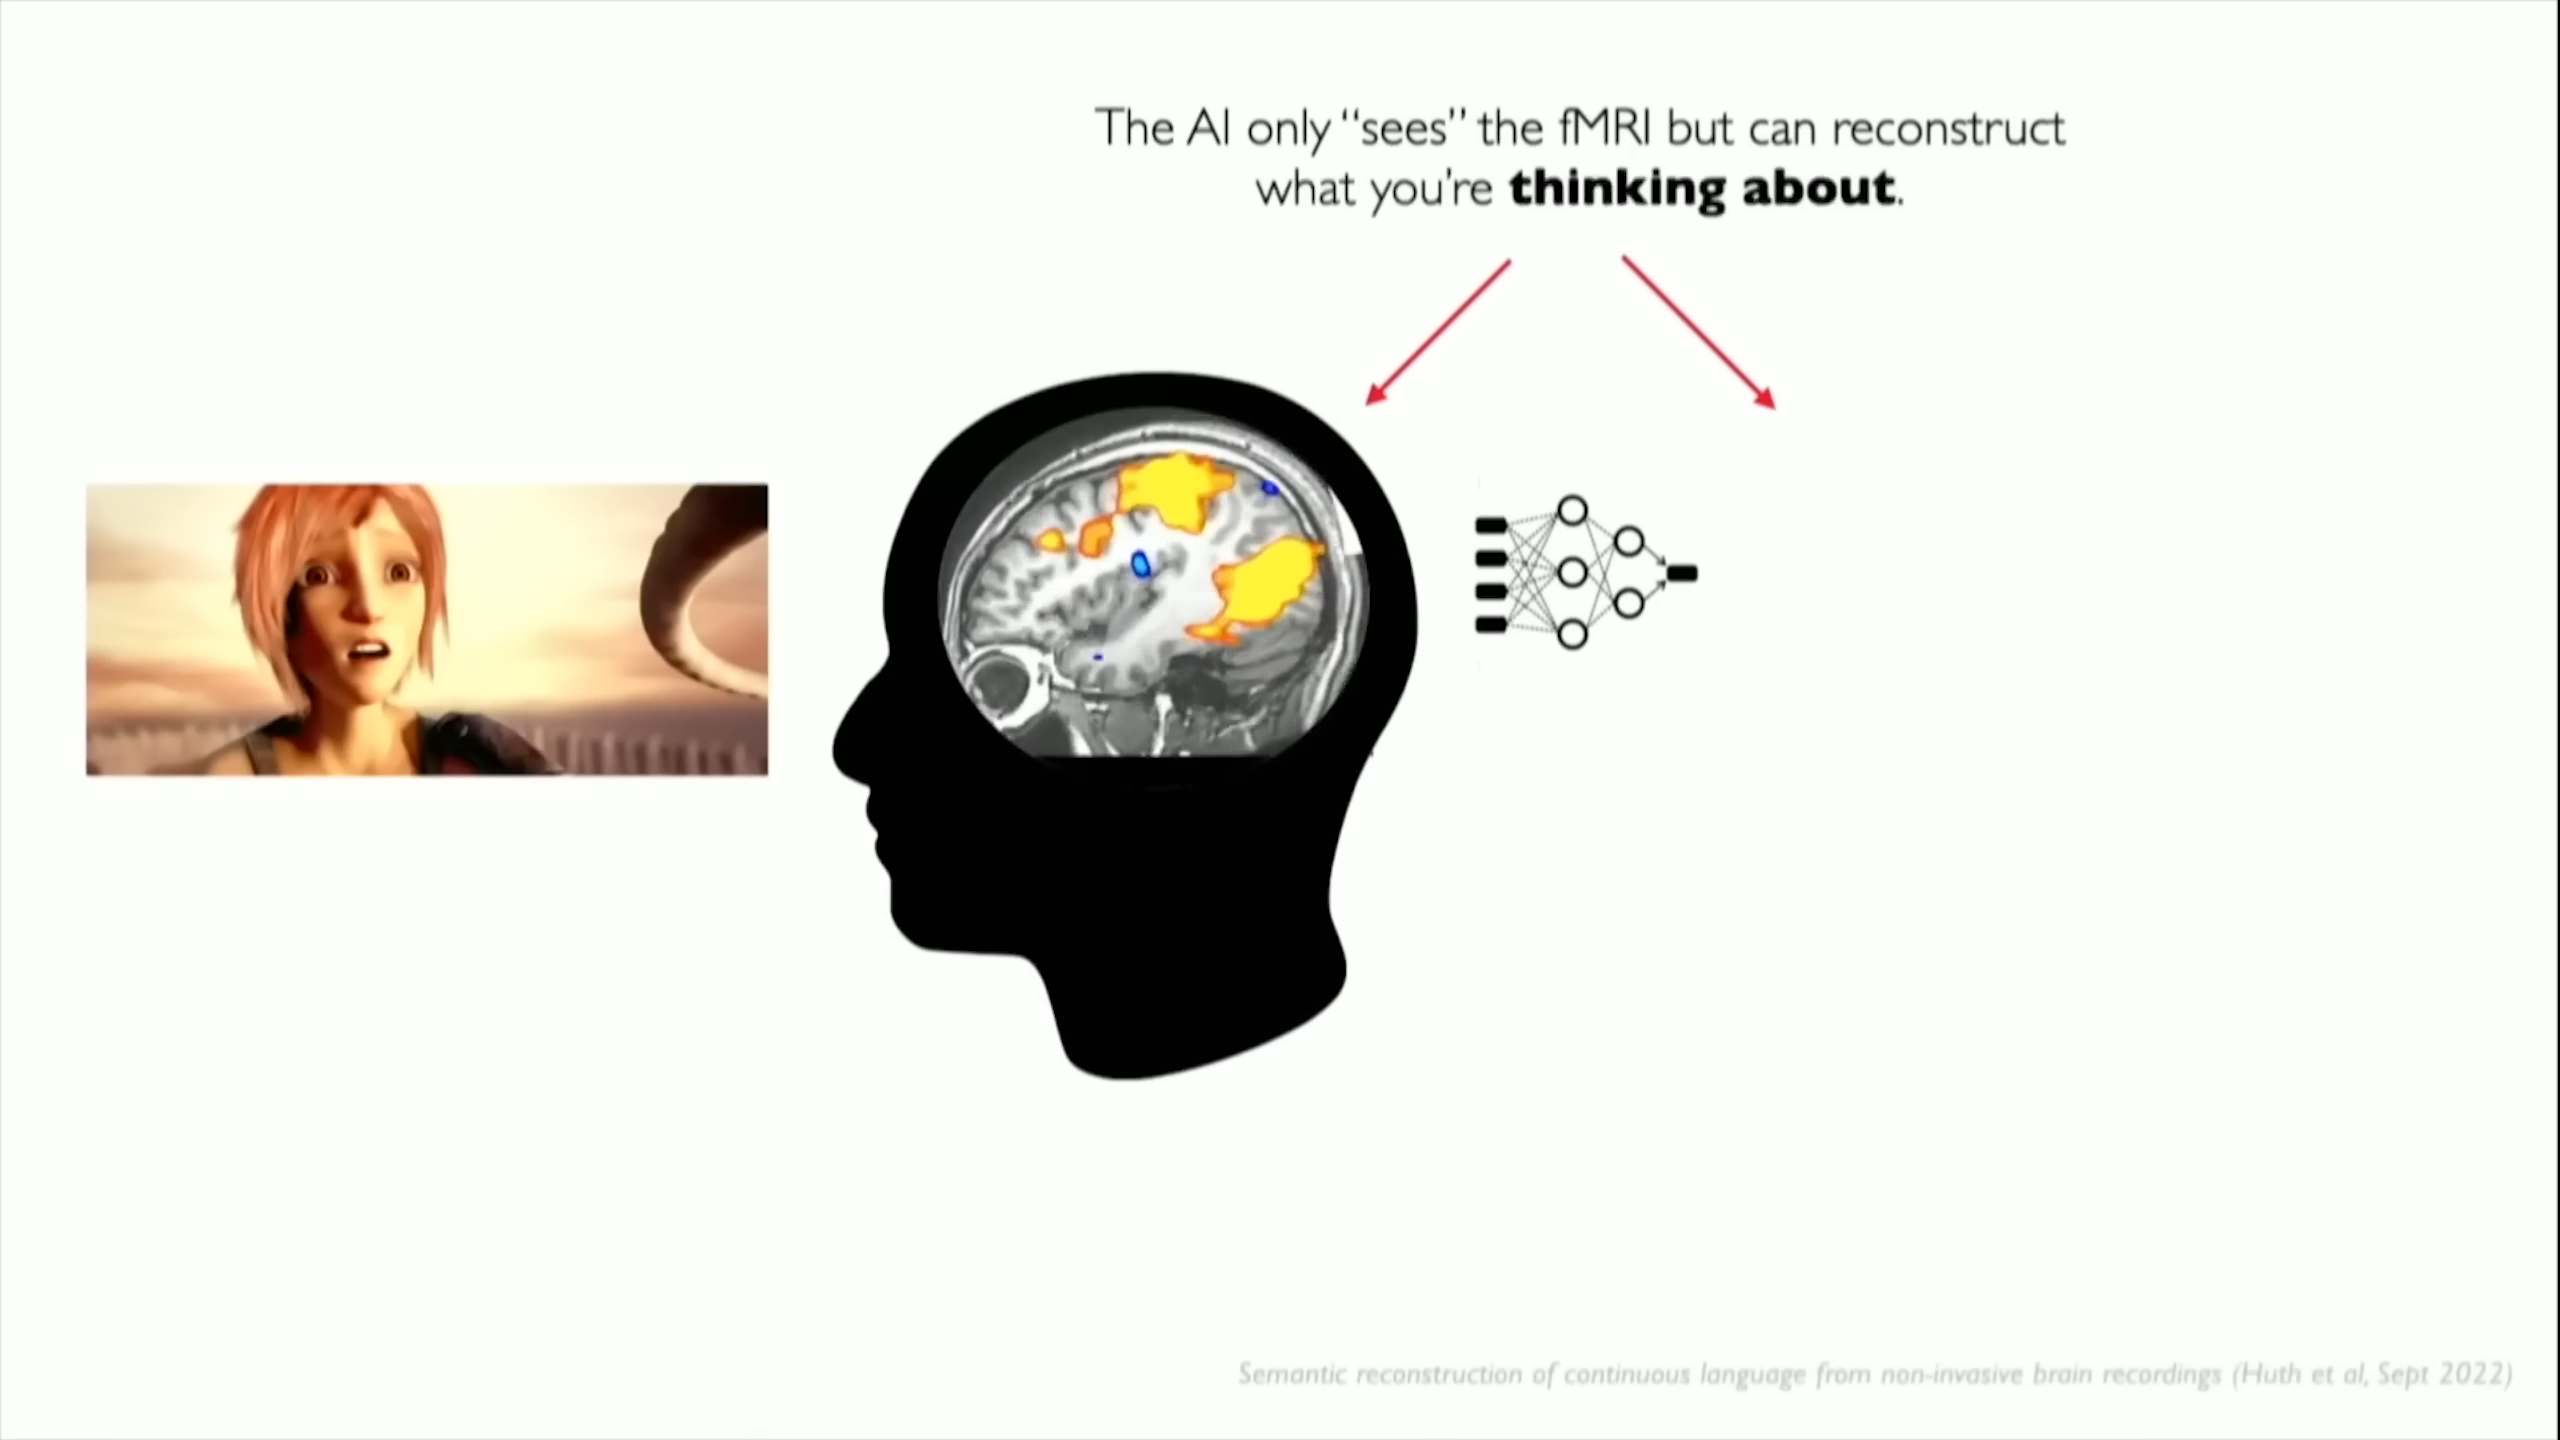 The AI only “sees” the fMRI but can reconstruct
what you're thinking about.
Semantic reconstruction of continuous language from non-invasive brain recordings (Huth et al, Sept 2022)